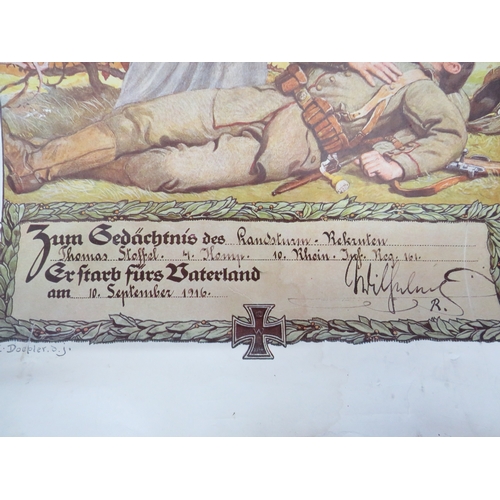 Zum Gedächtnis des Landsturm-Rekruten
Thomas Stoffel 7. Komp. 10. Rhein. Inf. Reg. 161.
Er starb fürs Vaterland
am 10. September 1916.
Wilhelm
R.
Doepler. d. j.